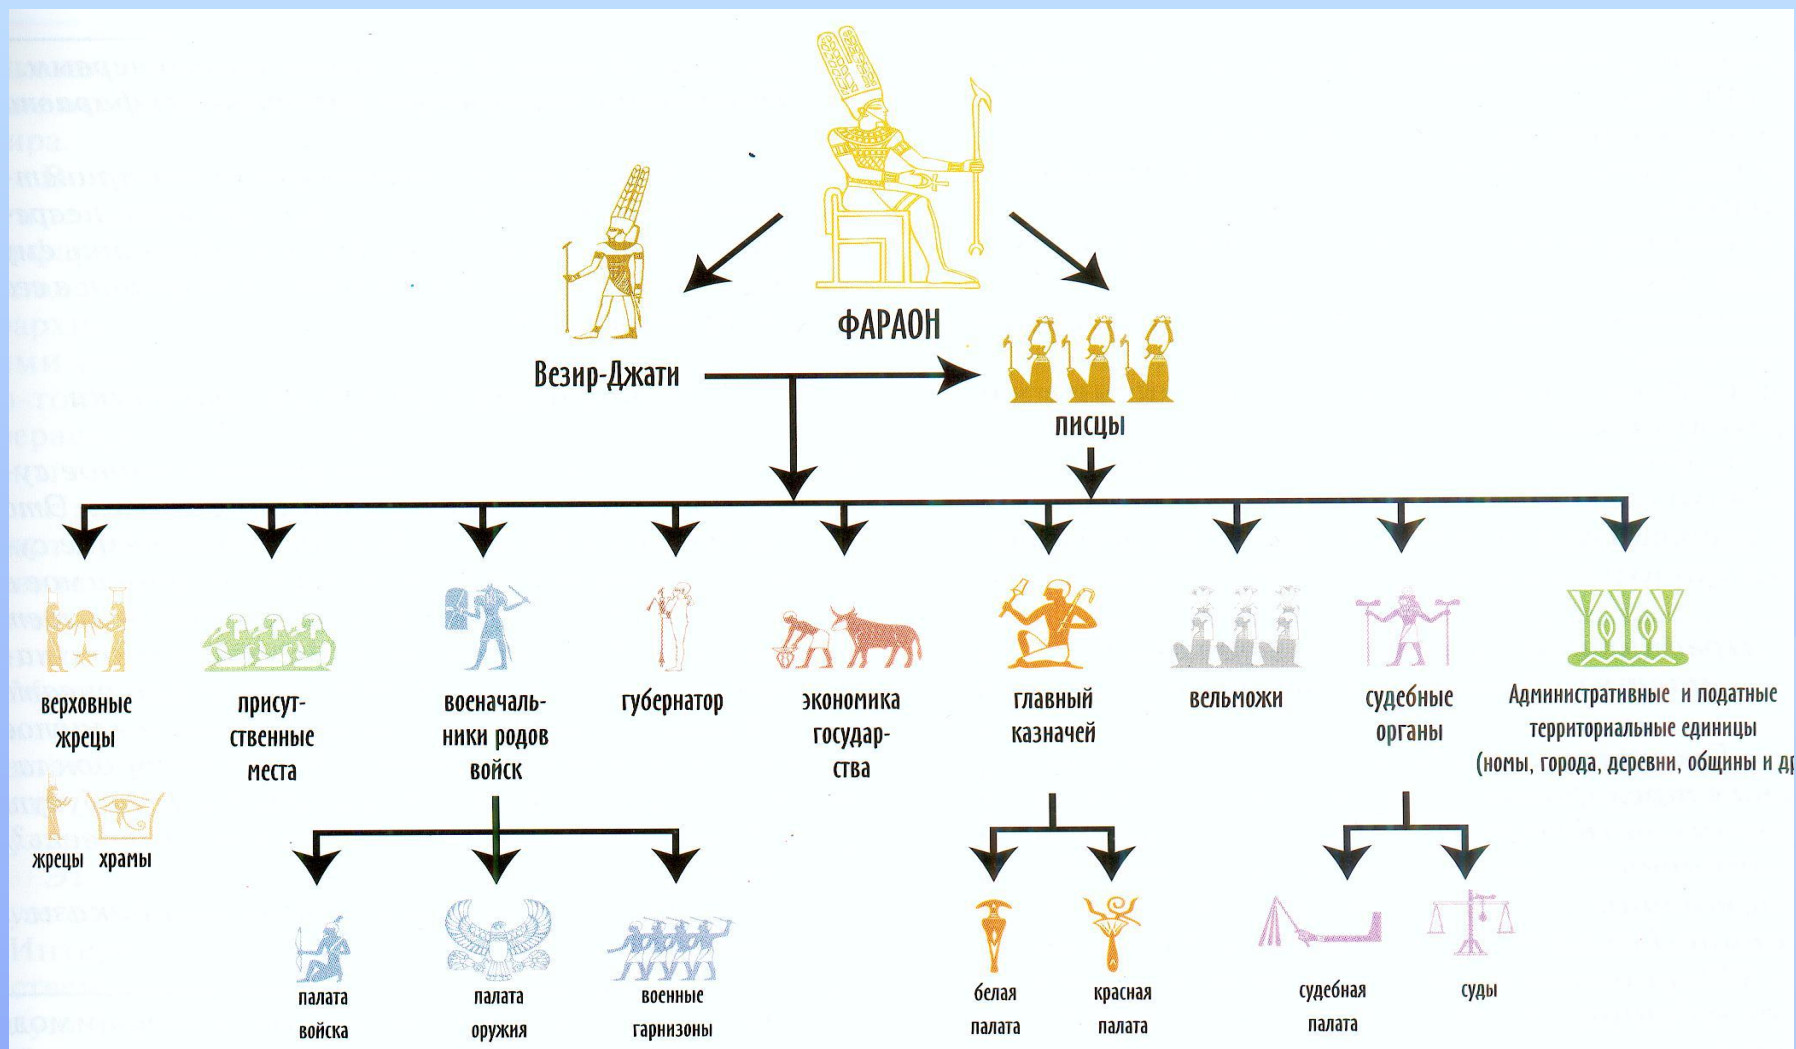 ФАРАОН
Везир-Джати
писцы
верховные
жрецы
присут-
ственные
места
военачаль-
ники родов
войск
губернатор
экономика
государ-
ства
главный
казначей
вельможи
судебные
органы
Административные и податные
территориальные единицы
(номы, города, деревни, общины и др
жрецы храмы
палата
войска
палата
оружия
военные
гарнизоны
белая
палата
красная
палата
судебная
палата
суды